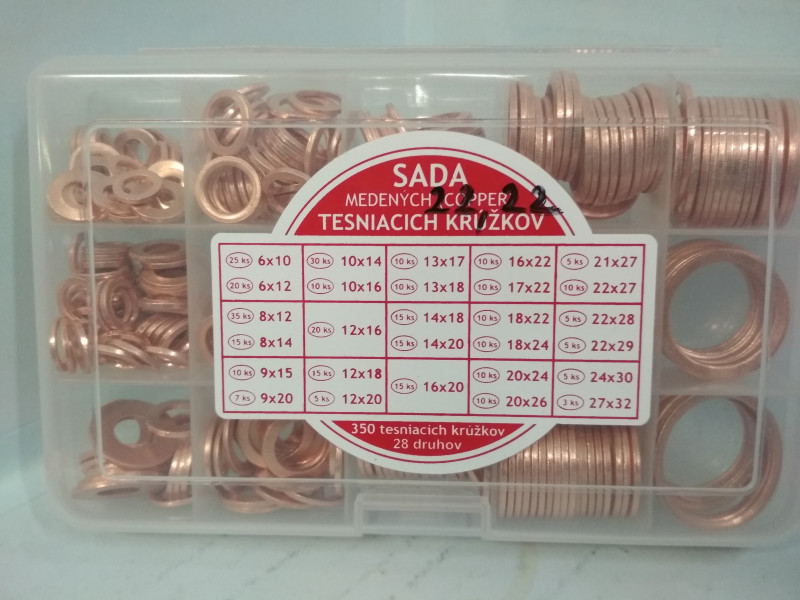 SADA
MEDENÝCH (COPPER)
22,22
TESNIACICH KRÚŽKOV
25 ks 6x10 30 ks 10x14 10 ks 13x17 10 ks 16x22 5 ks 21x27
20 ks 6x12 10 ks 10x16 10 ks 13x18 10 ks 17x22 10 ks 22x27
35 ks 8x12 20 ks 12x16 15 ks 14x18 10 ks 18x22 5 ks 22x28
15 ks 8x14 15 ks 14x20 10 ks 18x24 5 ks 22x29
10 ks 9x15 15 ks 12x18 15 ks 16x20 10 ks 20x24 5 ks 24x30
7 ks 9x20 5 ks 12x20 10 ks 20x26 3 ks 27x32
350 tesniacich krúžkov
28 druhov